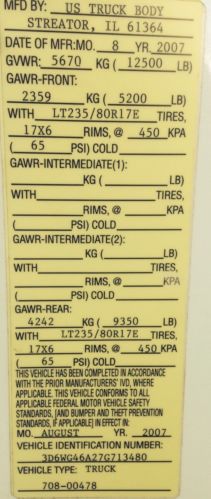 MFD BY: US TRUCK BODY
STREATOR, IL 61364
DATE OF MFR:MO. 8 YR. 2007
GVWR: 5670 KG ( 12500 LB)
GAWR-FRONT:
2359 KG ( 5200 LB)
WITH LT235/80R17E TIRES,
17X6 RIMS, @ 450 KPA
( 65 PSI) COLD
GAWR-INTERMEDIATE(1):
KG ( LB)
WITH TIRES,
RIMS, @ KPA
( PSI) COLD
GAWR-INTERMEDIATE(2):
KG ( LB)
WITH TIRES,
RIMS, @ KPA
( PSI) COLD
GAWR-REAR:
4242 KG ( 9350 LB)
WITH LT235/80R17E TIRES,
17X6 RIMS, @ 450 KPA
( 65 PSI) COLD
THIS VEHICLE HAS BEEN COMPLETED IN ACCORDANCE
WITH THE PRIOR MANUFACTURERS' IVD, WHERE
APPLICABLE. THIS VEHICLE CONFORMS TO ALL
APPLICABLE FEDERAL MOTOR VEHICLE SAFETY
STANDARDS, [AND BUMPER AND THEFT PREVENTION
STANDARDS, IF APPLICABLE] IN EFFECT IN:
MO. AUGUST YR. 2007
VEHICLE IDENTIFICATION NUMBER:
3D6WG46A27G713480
VEHICLE TYPE: TRUCK
708-00478